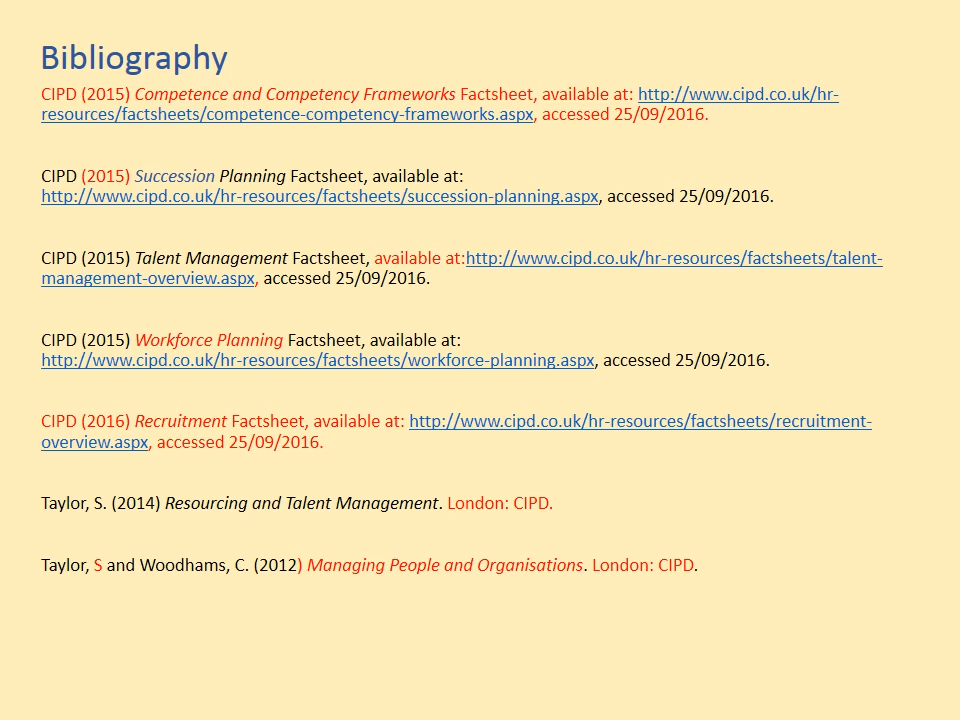 Bibliography
CIPD (2015) Competence and Competency Frameworks Factsheet, available at: http://www.cipd.co.uk/hr-
resources/factsheets/competence-competency-frameworks.aspx, accessed 25/09/2016.
CIPD (2015) Succession Planning Factsheet, available at:
http://www.cipd.co.uk/hr-resources/factsheets/succession-planning.aspx, accessed 25/09/2016.
CIPD (2015) Talent Management Factsheet, available at:http://www.cipd.co.uk/hr-resources/factsheets/talent-
management-overview.aspx, accessed 25/09/2016.
CIPD (2015) Workforce Planning Factsheet, available at:
http://www.cipd.co.uk/hr-resources/factsheets/workforce-planning.aspx, accessed 25/09/2016.
CIPD (2016) Recruitment Factsheet, available at: http://www.cipd.co.uk/hr-resources/factsheets/recruitment-
overview.aspx, accessed 25/09/2016.
Taylor, S. (2014) Resourcing and Talent Management. London: CIPD.
Taylor, S and Woodhams, C. (2012) Managing People and Organisations. London: CIPD.